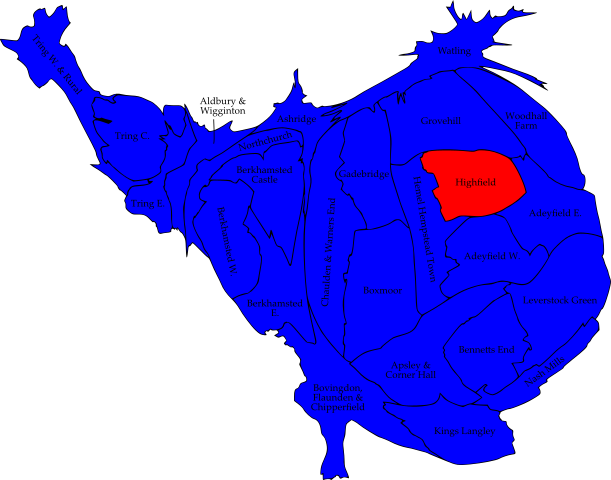 Tring W. & Rural
Watling
Aldbury &
Wigginton
Ashridge
Grovehill
Woodhall
Farm
Tring C.
Northchurch
Berkhamsted
Castle
Gadebridge
Highfield
Tring E.
Adeyfield E.
Hemel Hempstead Town
Chaulden & Warners End
Berkhamsted W.
Adeyfield W.
Boxmoor
Leverstock Green
Berkhamsted
E.
Bennetts End
Apsley &
Corner Hall
Nash Mills
Bovingdon,
Flaunden &
Chipperfield
Kings Langley